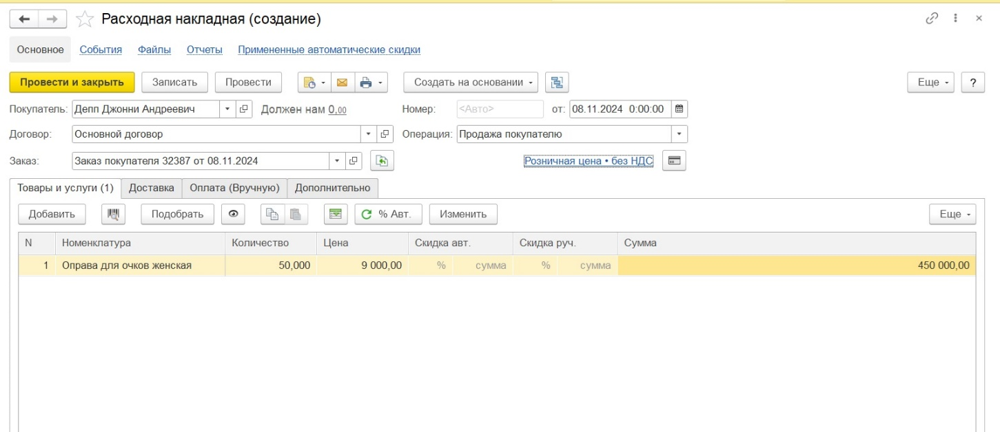 Расходная накладная (создание)
Основное События Файлы Отчеты Примененные автоматические скидки
Провести и закрыть Записать Провести Создать на основании Еще ?
Покупатель: Депп Джонни Андреевич Должен нам 0,00 Номер: <Авто> от: 08.11.2024 0:00:00
Договор: Основной договор Операция: Продажа покупателю
Заказ: Заказ покупателя 32387 от 08.11.2024 Розничная цена • без НДС
Товары и услуги (1) Доставка Оплата (Вручную) Дополнительно
Добавить Подобрать % Авт. Изменить Еще
N Номенклатура Количество Цена Скидка авт. Скидка руч. Сумма
1 Оправа для очков женская 50,000 9 000,00 % сумма % сумма 450 000,00